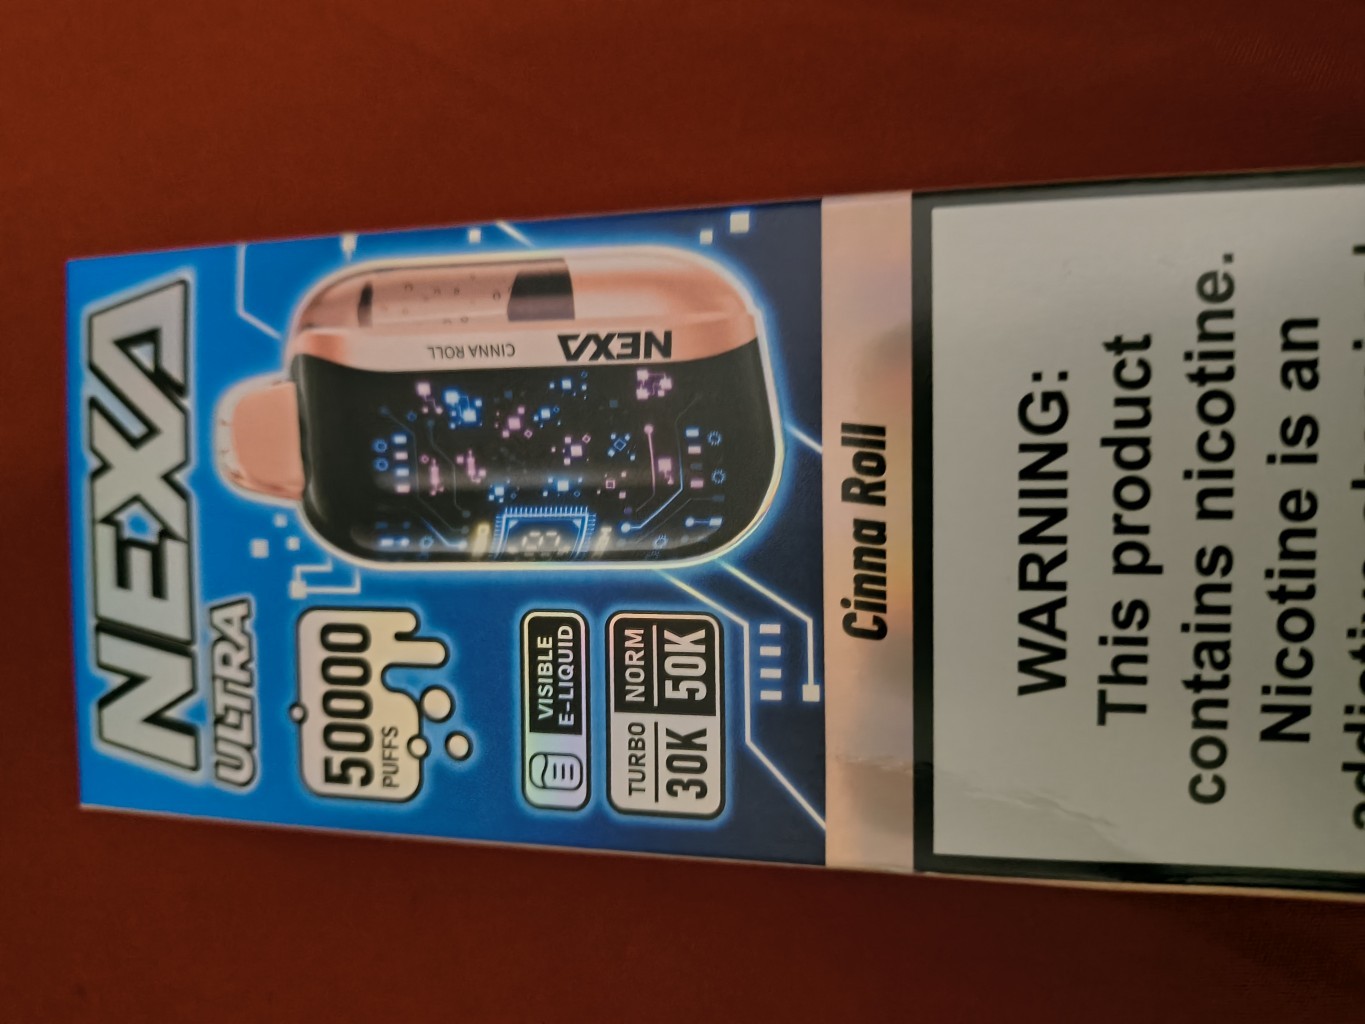 NEXA
ULTRA
50000
PUFFS
CINNA ROLL
NEXA
VISIBLE
E-LIQUID
TURBO NORM
30K 50K
Cinna Roll
WARNING:
This product
contains nicotine.
Nicotine is an